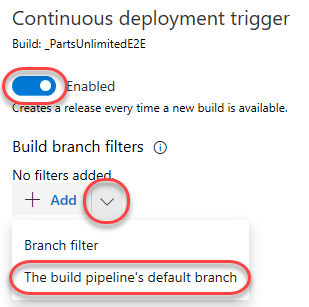 Continuous deployment trigger
Build: _PartsUnlimitedE2E
Enabled
Creates a release every time a new build is available.
Build branch filters
No filters added.
+ Add
Branch filter
The build pipeline's default branch